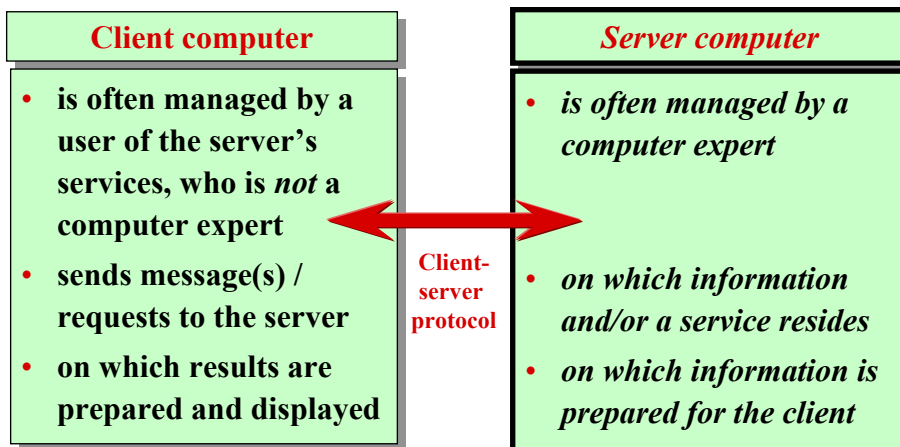 Client computer
• is often managed by a
user of the server’s
services, who is not a
computer expert
• sends message(s) /
requests to the server
• on which results are
prepared and displayed
Client-
server
protocol
Server computer
• is often managed by a
computer expert
• on which information
and/or a service resides
• on which information is
prepared for the client